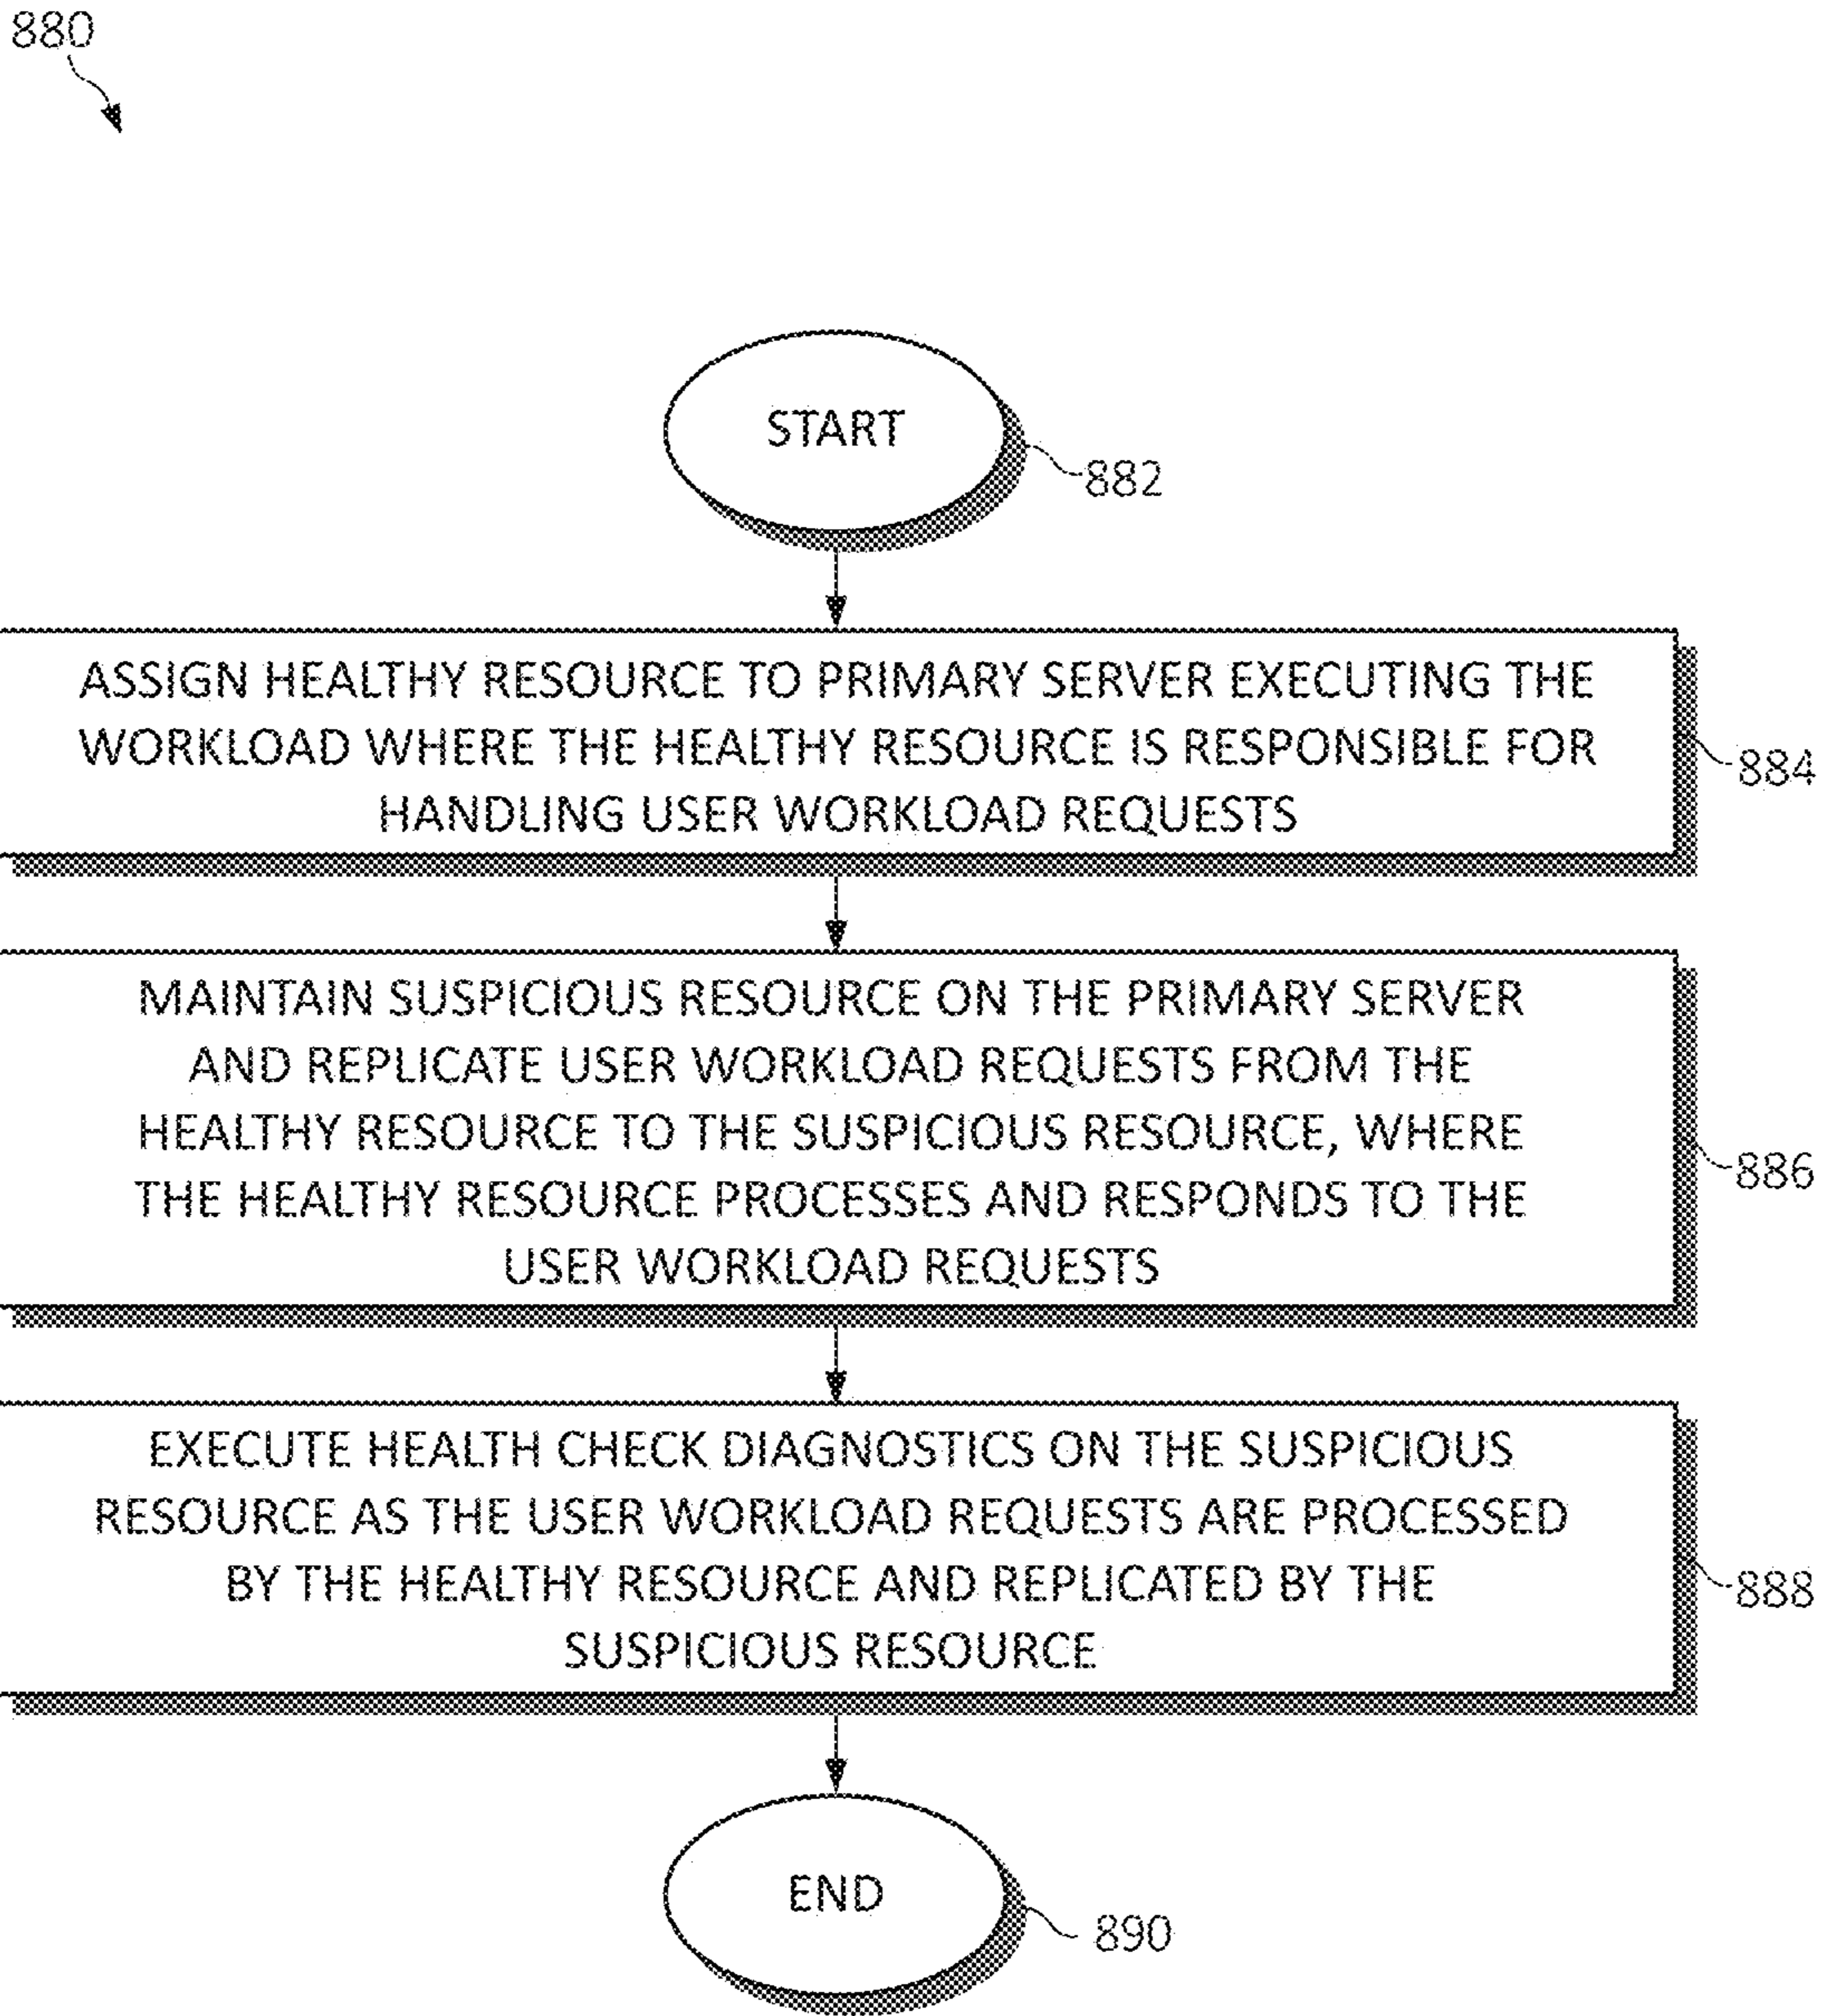 880
START
882
ASSIGN HEALTHY RESOURCE TO PRIMARY SERVER EXECUTING THE
WORKLOAD WHERE THE HEALTHY RESOURCE IS RESPONSIBLE FOR
HANDLING USER WORKLOAD REQUESTS
884
MAINTAIN SUSPICIOUS RESOURCE ON THE PRIMARY SERVER
AND REPLICATE USER WORKLOAD REQUESTS FROM THE
HEALTHY RESOURCE TO THE SUSPICIOUS RESOURCE, WHERE
THE HEALTHY RESOURCE PROCESSES AND RESPONDS TO THE
USER WORKLOAD REQUESTS
886
EXECUTE HEALTH CHECK DIAGNOSTICS ON THE SUSPICIOUS
RESOURCE AS THE USER WORKLOAD REQUESTS ARE PROCESSED
BY THE HEALTHY RESOURCE AND REPLICATED BY THE
SUSPICIOUS RESOURCE
888
END
890